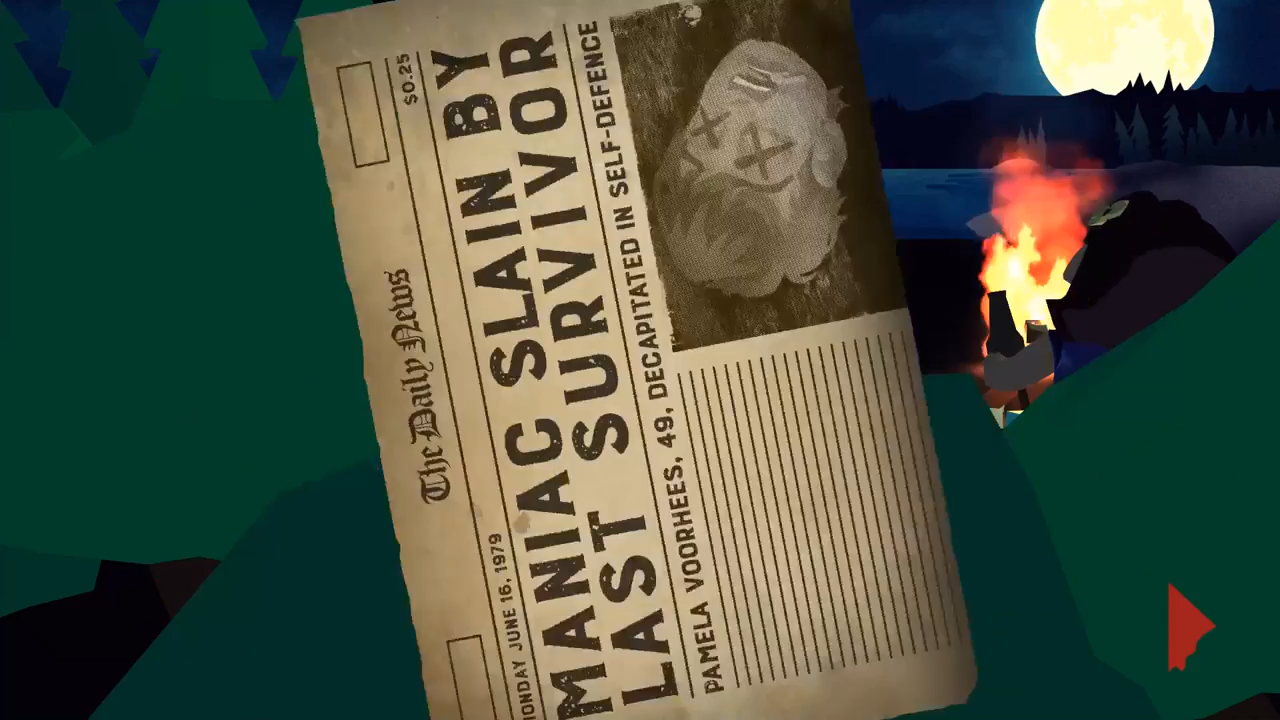 The Daily News
MONDAY JUNE 16, 1979
$0.25
MANIAC SLAIN BY
LAST SURVIVOR
PAMELA VOORHEES, 49, DECAPITATED IN SELF-DEFENCE